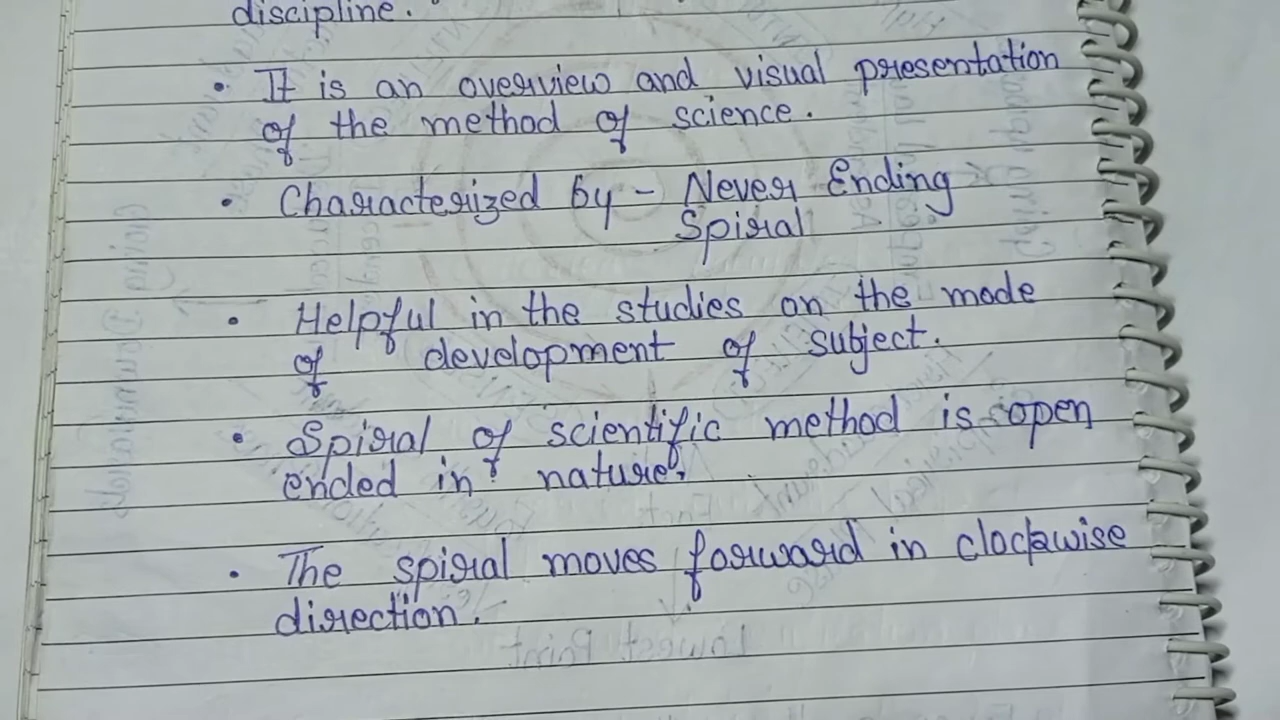 discipline.
• It is an overview and visual presentation
of the method of science.
• Characterized by - Never Ending
Spiral
• Helpful in the studies on the mode
of development of subject.
• Spiral of scientific method is open
ended in nature.
• The spiral moves forward in clockwise
direction.
Lowest Point